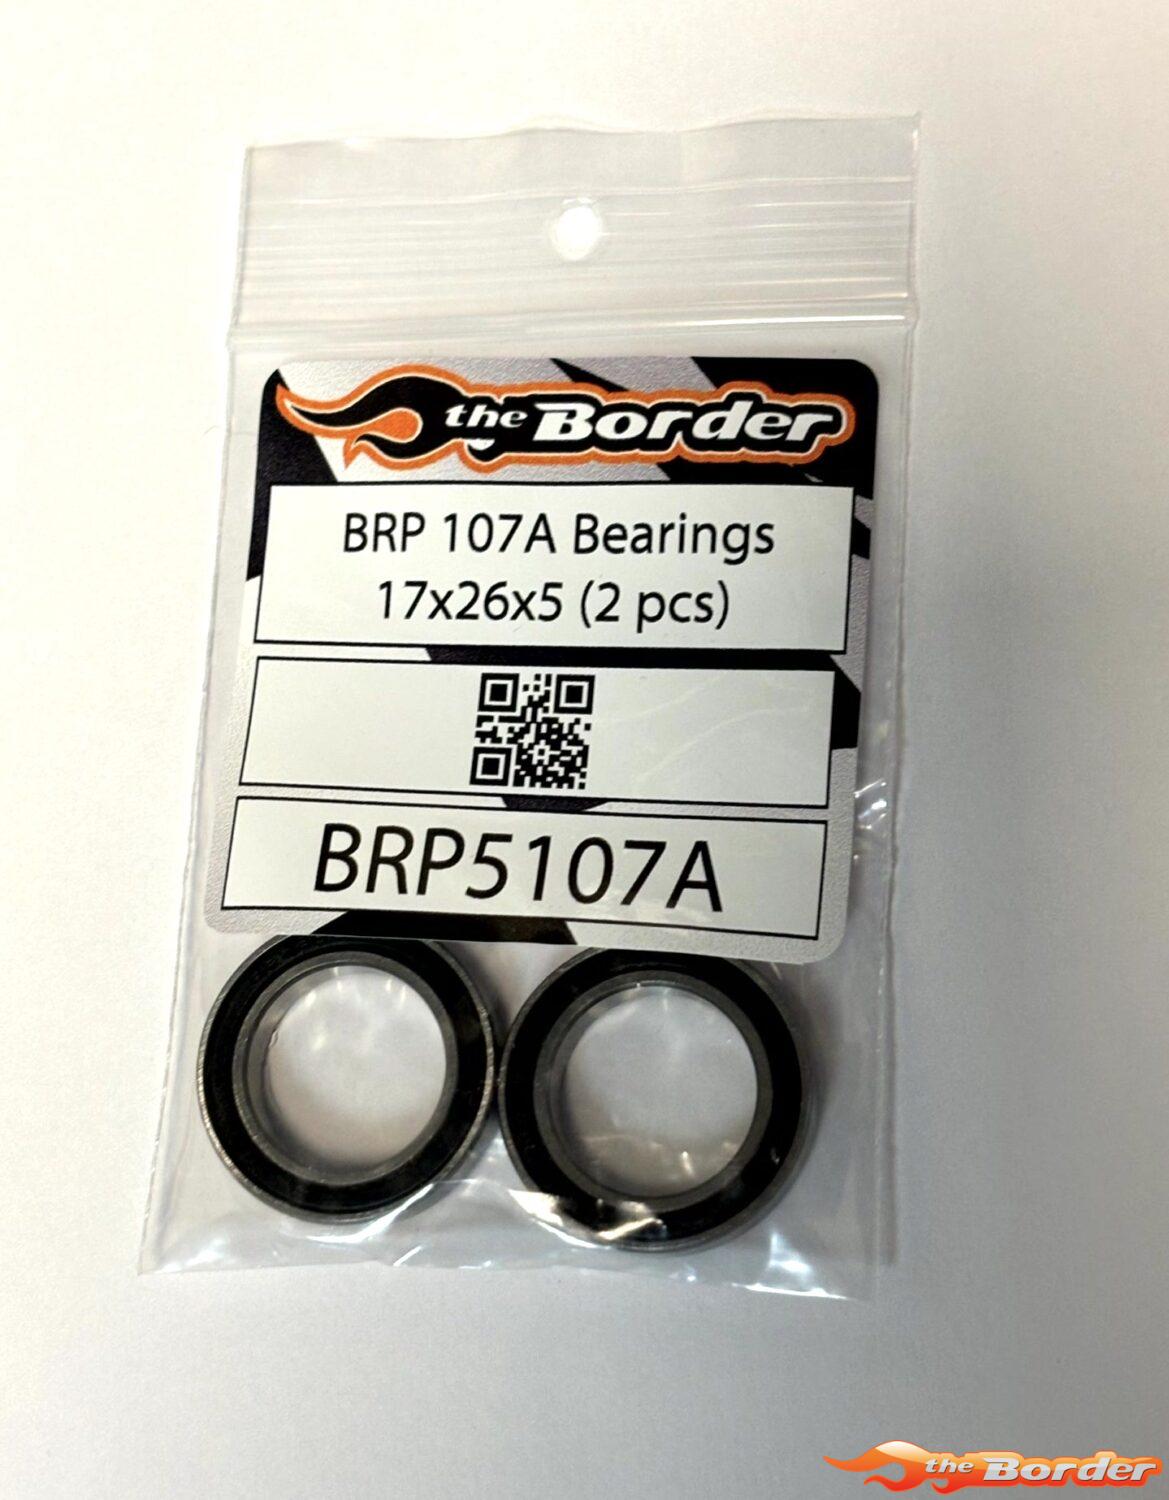 the Border
BRP 107A Bearings
17x26x5 (2 pcs)
BRP5107A
the Border